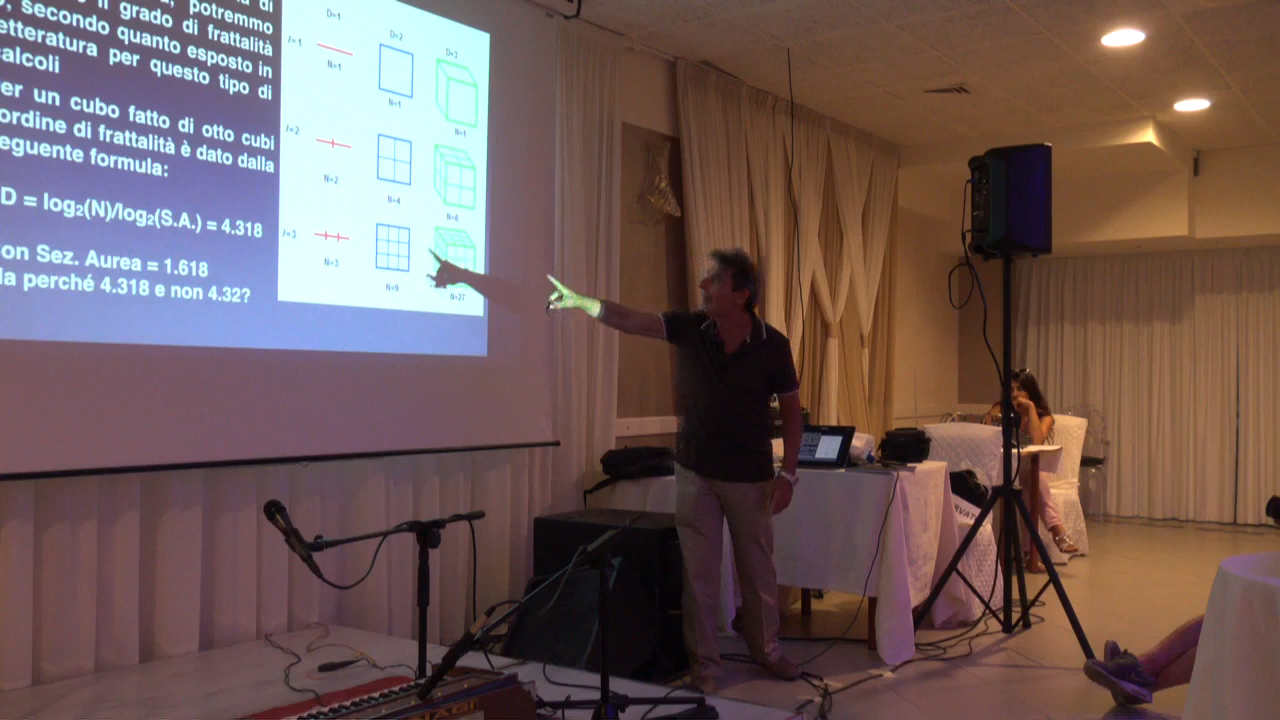 potremmo
il grado di frattalità
secondo quanto esposto in
etteratura per questo tipo di
calcoli
er un cubo fatto di otto cubi
ordine di frattalità è dato dalla
eguente formula:
D = log₂(N)/log₂(S.A.) = 4.318
on Sez. Aurea = 1.618
la perché 4.318 e non 4.32?
D=1
D=2
D=3
l=1
N=1
N=1
N=1
l=2
N=2
N=4
N=8
l=3
N=3
N=9
N=27
RVAT